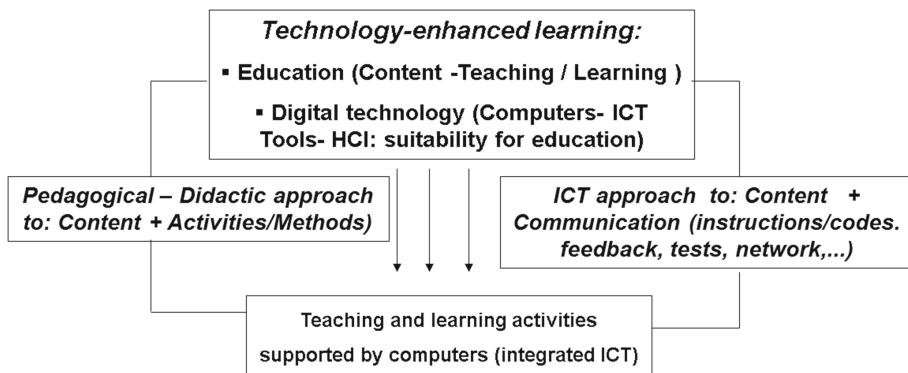 Technology-enhanced learning:
▪ Education (Content -Teaching / Learning )
▪ Digital technology (Computers- ICT
Tools- HCI: suitability for education)
Pedagogical – Didactic approach
to: Content + Activities/Methods)
ICT approach to: Content +
Communication (instructions/codes.
feedback, tests, network,...)
Teaching and learning activities
supported by computers (integrated ICT)